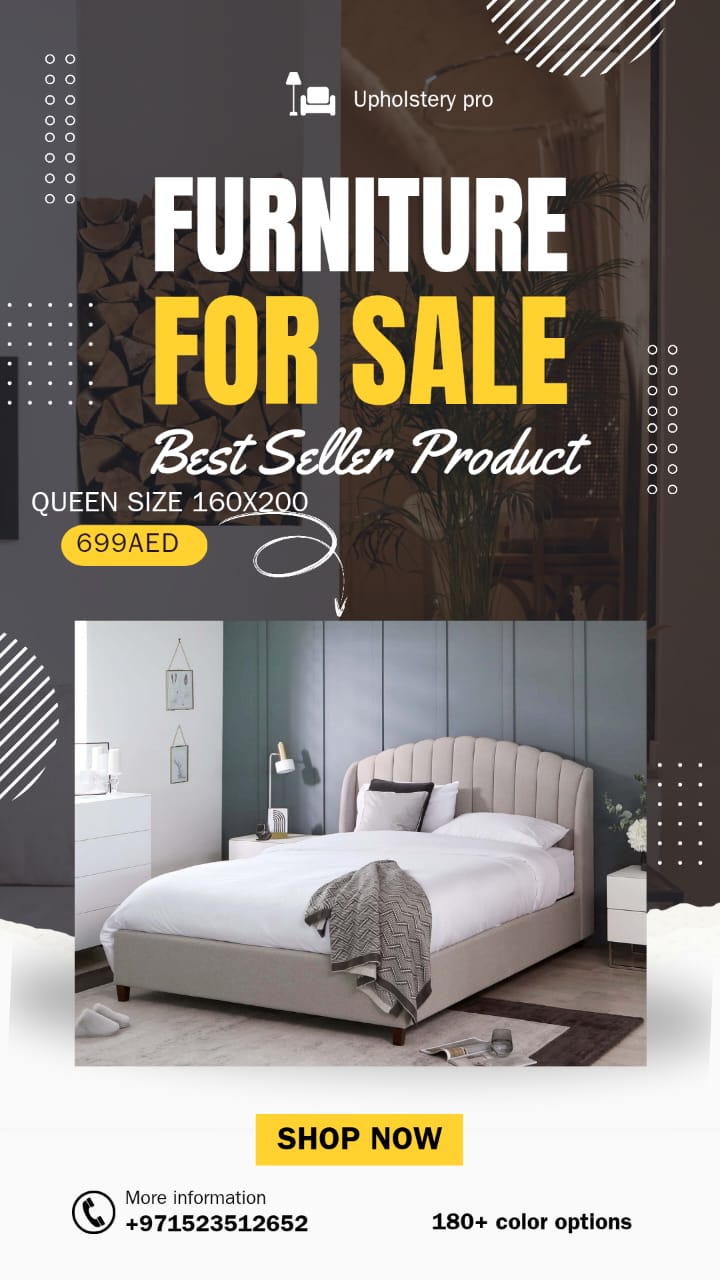 Upholstery pro
FURNITURE
FOR SALE
Best Seller Product
QUEEN SIZE 160X200
699AED
SHOP NOW
More information
+971523512652
180+ color options